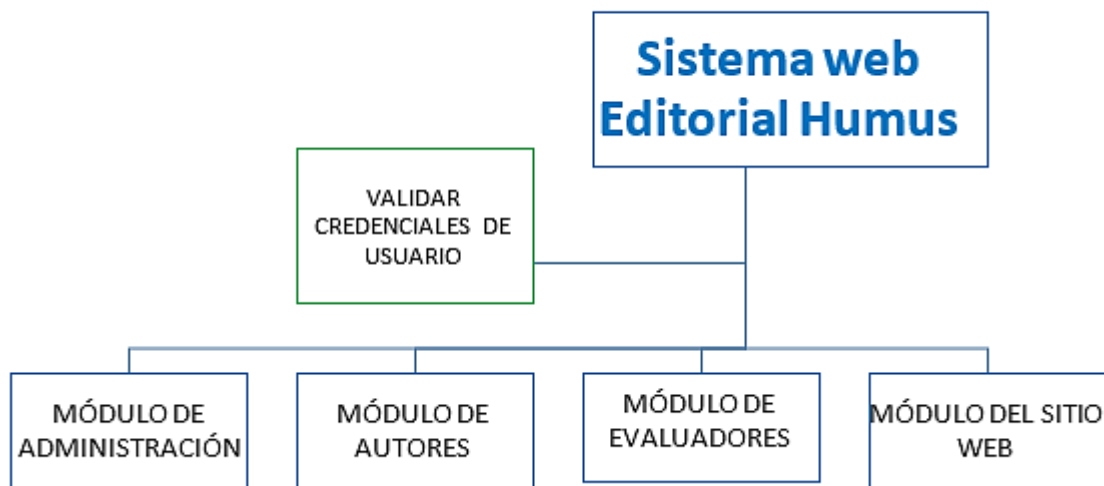 Sistema web
Editorial Humus
VALIDAR
CREDENCIALES DE
USUARIO
MÓDULO DE
ADMINISTRACIÓN
MÓDULO DE
AUTORES
MÓDULO DE
EVALUADORES
MÓDULO DEL SITIO
WEB